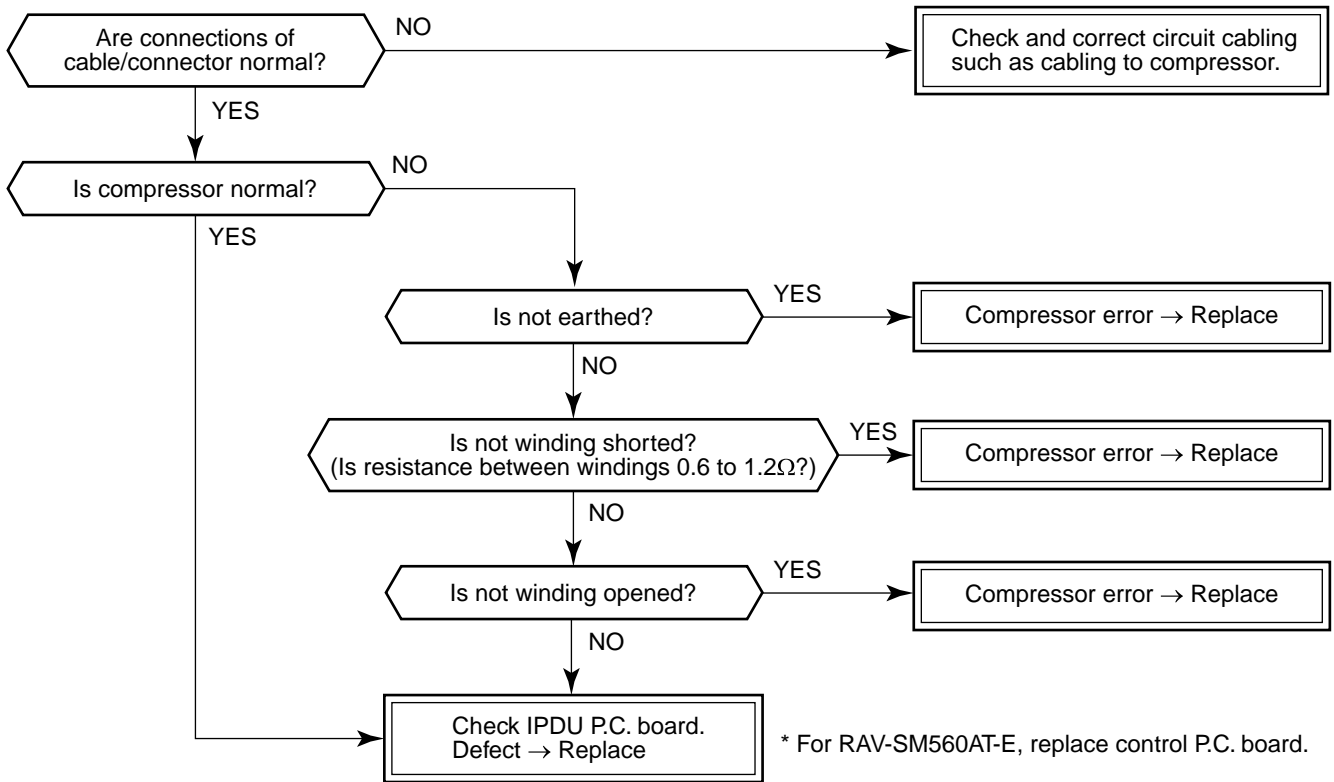 Are connections of
cable/connector normal?
NO
Check and correct circuit cabling
such as cabling to compressor.
YES
Is compressor normal?
NO
YES
Is not earthed?
YES
Compressor error → Replace
NO
Is not winding shorted?
(Is resistance between windings 0.6 to 1.2Ω?)
YES
Compressor error → Replace
NO
Is not winding opened?
YES
Compressor error → Replace
NO
Check IPDU P.C. board.
Defect → Replace
* For RAV-SM560AT-E, replace control P.C. board.